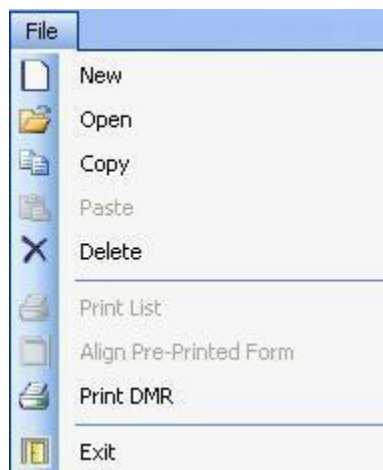 File
New
Open
Copy
Paste
Delete
Print List
Align Pre-Printed Form
Print DMR
Exit